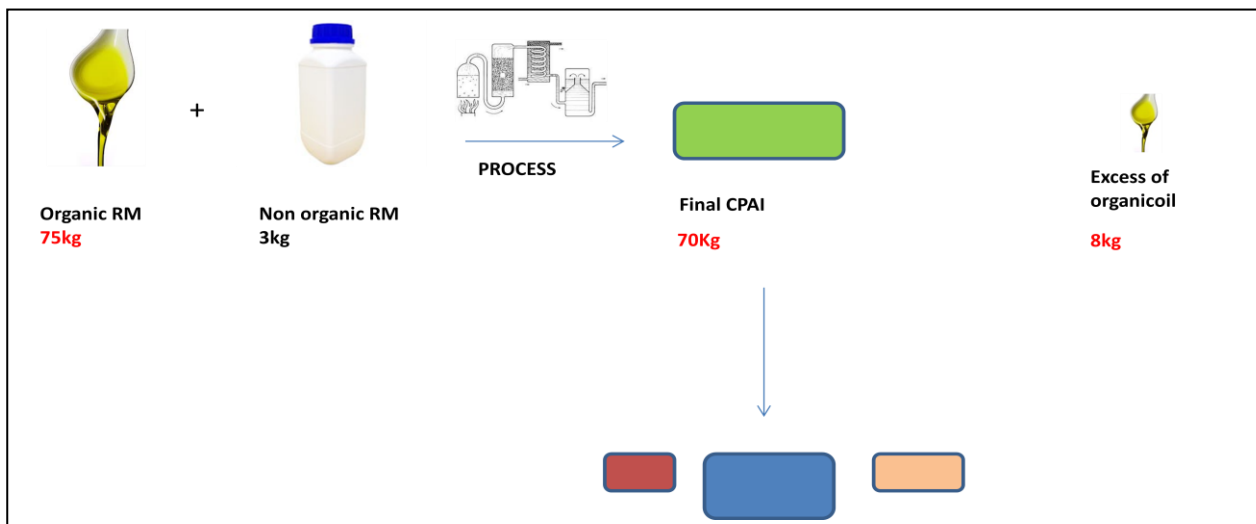 +
PROCESS
Organic RM
75kg
Non organic RM
3kg
Final CPAI
70Kg
Excess of
organicoil
8kg